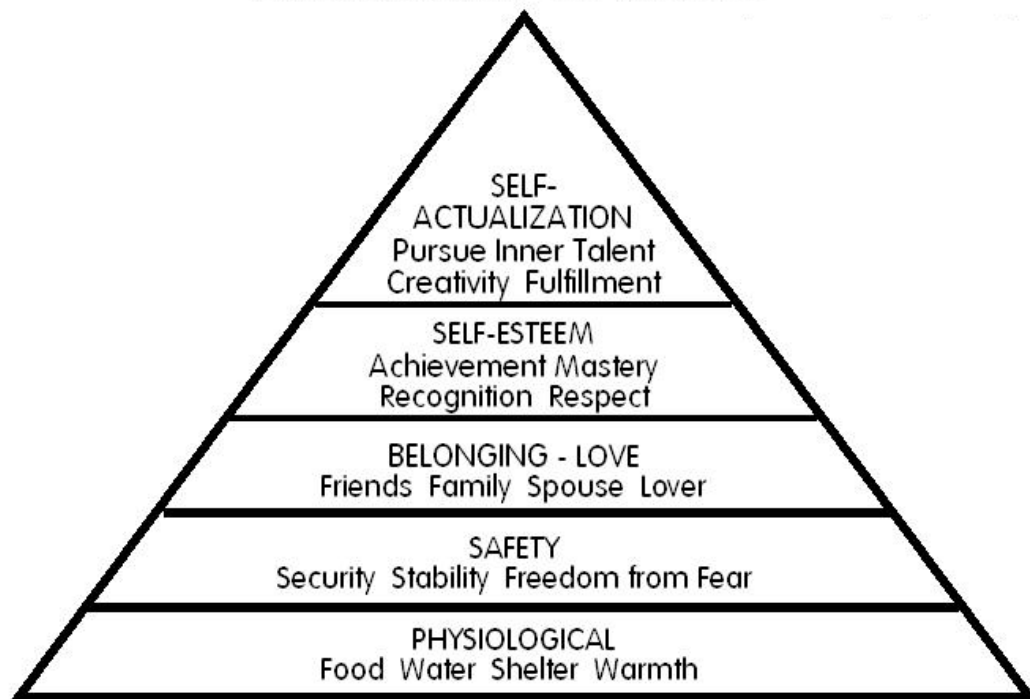 SELF-
ACTUALIZATION
Pursue Inner Talent
Creativity Fulfillment
SELF-ESTEEM
Achievement Mastery
Recognition Respect
BELONGING - LOVE
Friends Family Spouse Lover
SAFETY
Security Stability Freedom from Fear
PHYSIOLOGICAL
Food Water Shelter Warmth